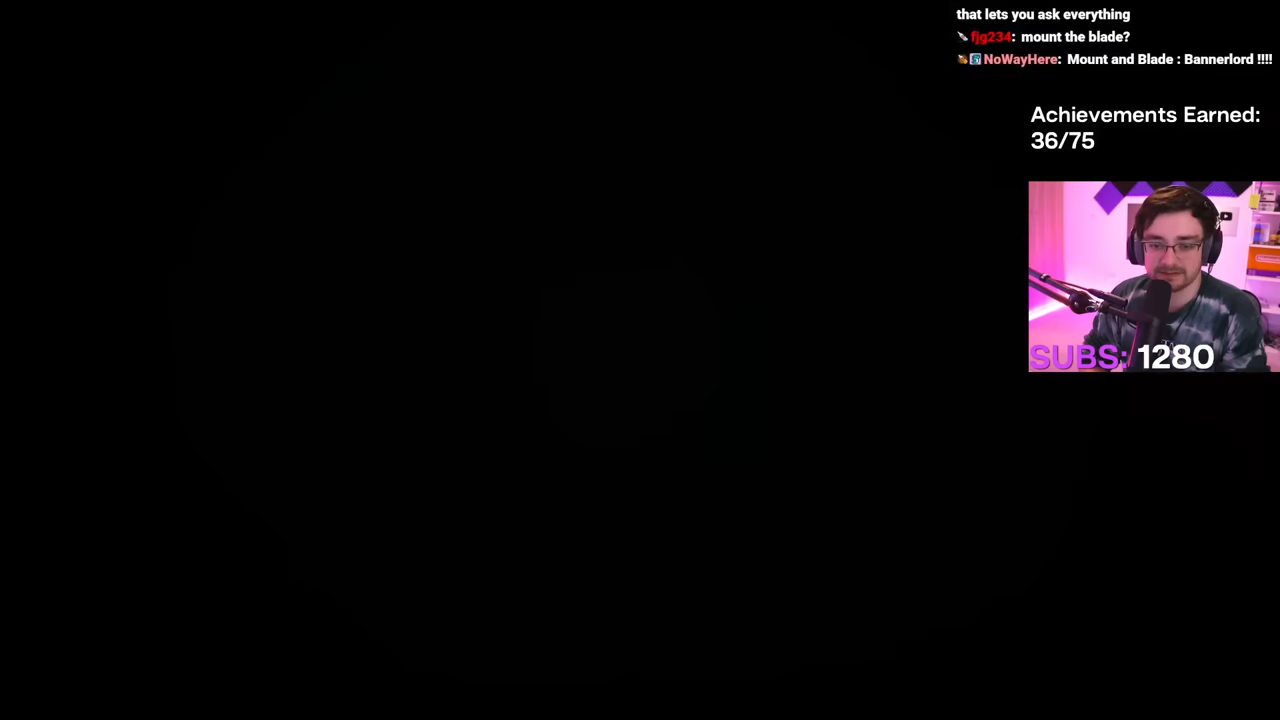 that lets you ask everything
fjg234: mount the blade?
NoWayHere: Mount and Blade : Bannerlord !!!!
Achievements Earned:
36/75
SUBS: 1280